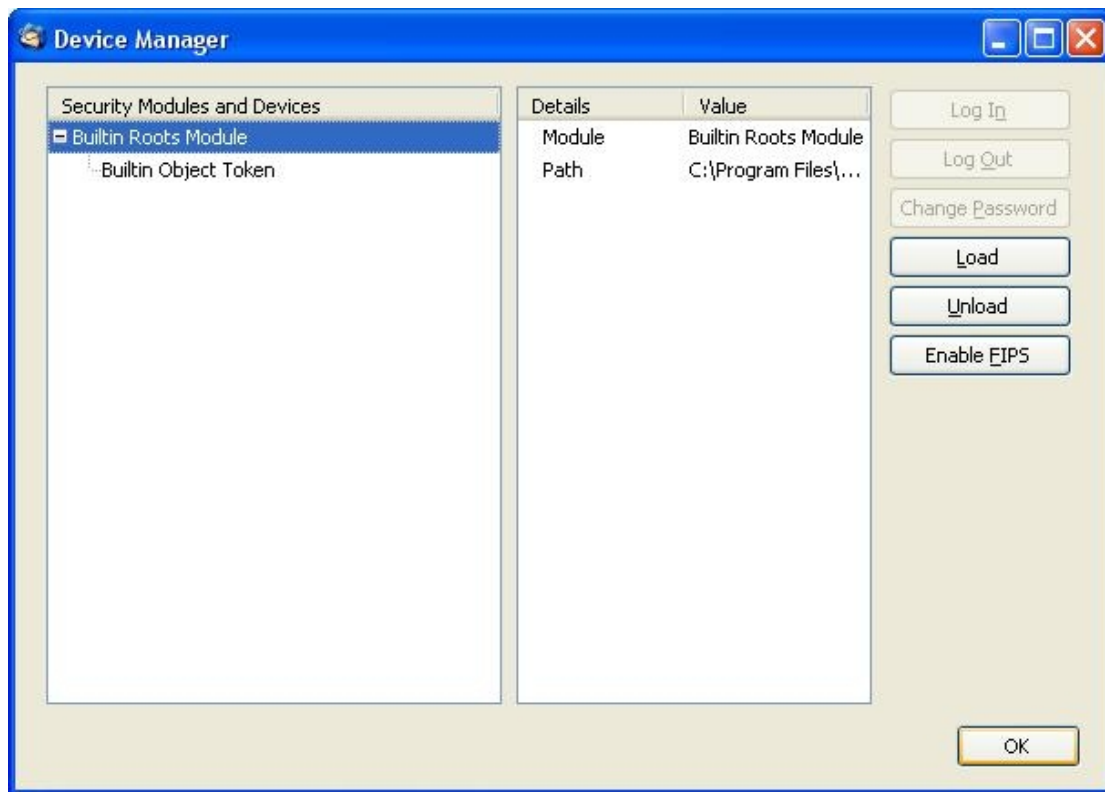 Device Manager
Security Modules and Devices
Builtin Roots Module
Builtin Object Token
Details Value
Module Builtin Roots Module
Path C:\Program Files\...
Log In
Log Out
Change Password
Load
Unload
Enable FIPS
OK